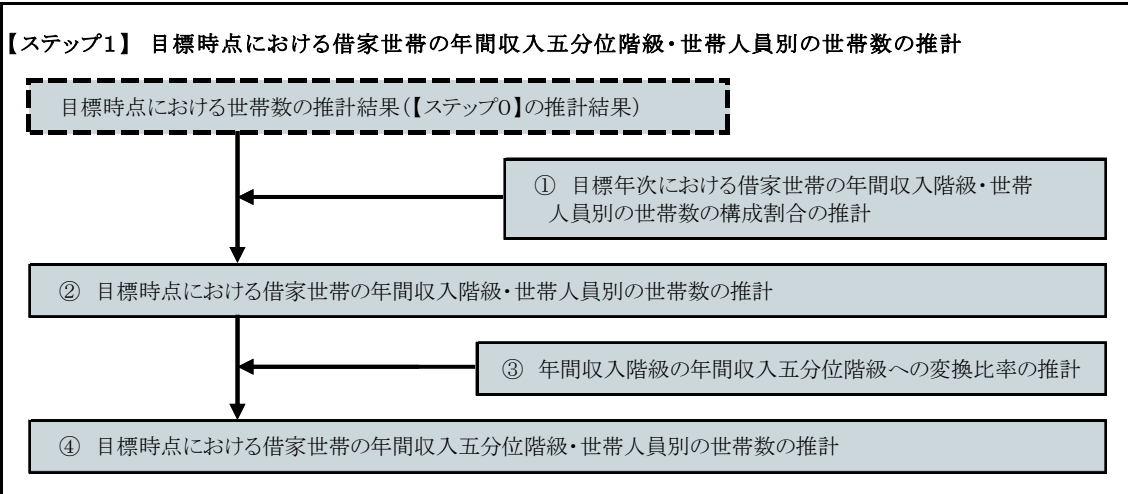 【ステップ1】 目標時点における借家世帯の年間収入五分位階級・世帯人員別の世帯数の推計
目標時点における世帯数の推計結果(【ステップ0】の推計結果)
① 目標年次における借家世帯の年間収入階級・世帯
人員別の世帯数の構成割合の推計
② 目標時点における借家世帯の年間収入階級・世帯人員別の世帯数の推計
③ 年間収入階級の年間収入五分位階級への変換比率の推計
④ 目標時点における借家世帯の年間収入五分位階級・世帯人員別の世帯数の推計